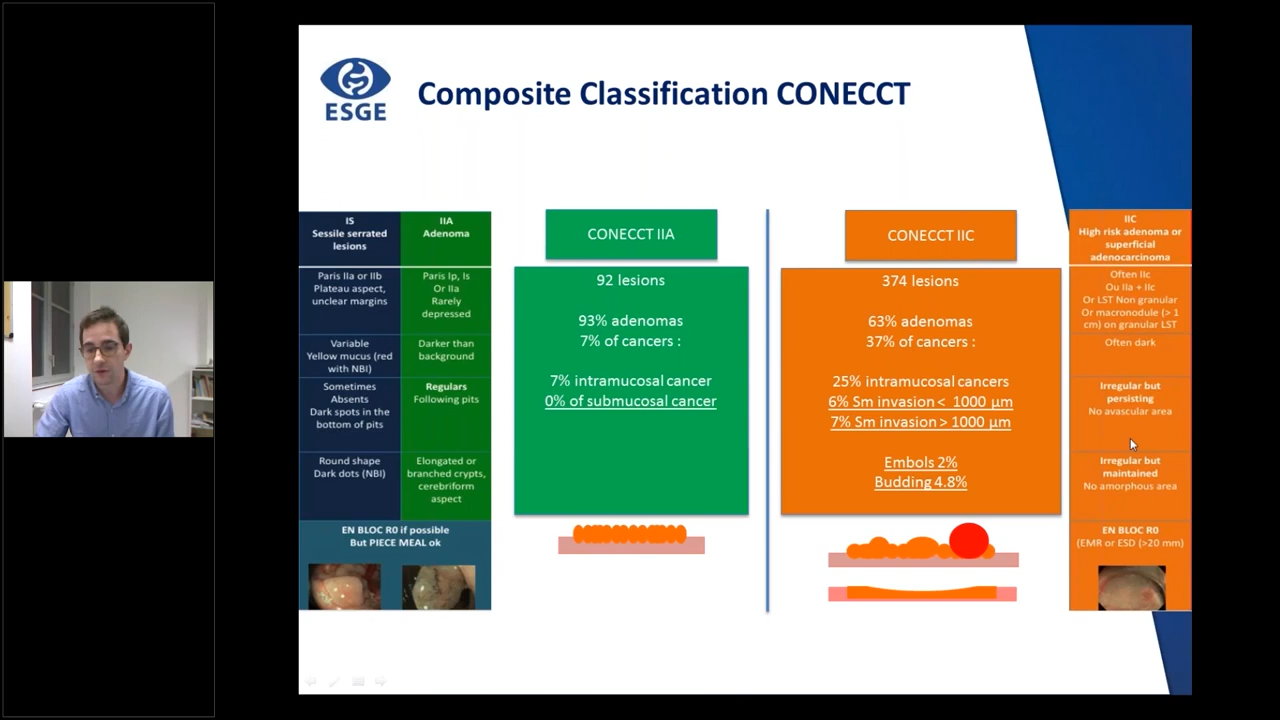 ESGE
Composite Classification CONECCT
IS
Sessile serrated
lesions
Paris IIa or IIb
Plateau aspect,
unclear margins
Variable
Yellow mucus (red
with NBI)
Sometimes
Absents
Dark spots in the
bottom of pits
Round shape
Dark dots (NBI)
IIA
Adenoma
Paris Ip, Is
Or IIa
Rarely
depressed
Darker than
background
Regulars
Following pits
Elongated or
branched crypts,
cerebriform
aspect
EN BLOC R0 if possible
But PIECE MEAL ok
CONECCT IIA
92 lesions
93% adenomas
7% of cancers :
7% intramucosal cancer
0% of submucosal cancer
CONECCT IIC
374 lesions
63% adenomas
37% of cancers :
25% intramucosal cancers
6% Sm invasion < 1000 µm
7% Sm invasion > 1000 µm
Embols 2%
Budding 4.8%
IIC
High risk adenoma or
superficial
adenocarcinoma
Often IIc
Ou IIa + IIc
Or LST Non granular
Or macronodule (> 1
cm) on granular LST
Often dark
Irregular but
persisting
No avascular area
Irregular but
maintained
No amorphous area
EN BLOC R0
(EMR or ESD (>20 mm)